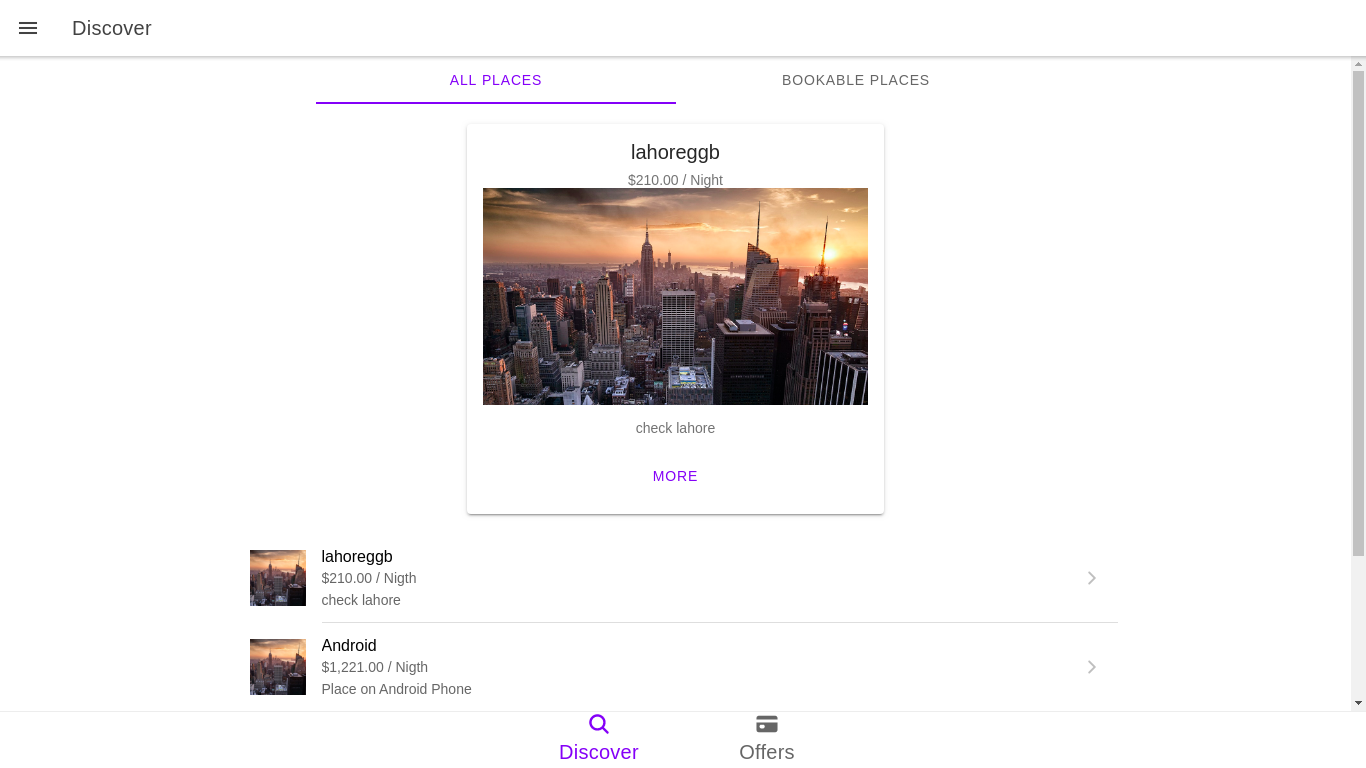 Discover
ALL PLACES
BOOKABLE PLACES
lahoreggb
$210.00 / Night
check lahore
MORE
lahoreggb
$210.00 / Nigth
check lahore
Android
$1,221.00 / Nigth
Place on Android Phone
Discover
Offers